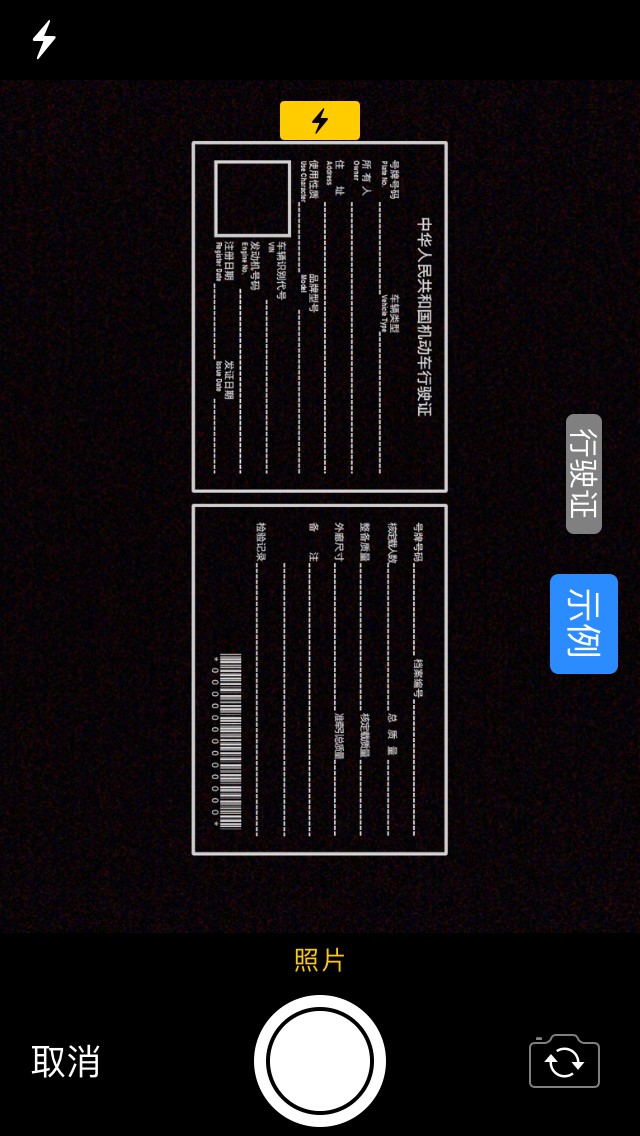 中华人民共和国机动车行驶证
号牌号码 车辆类型
Plate No. Vehicle Type
所有人
Owner
住 址
Address
使用性质 品牌型号
Use Character Model
车辆识别代号
VIN
发动机号码
Engine No.
注册日期 发证日期
Register Date Issue Date
号牌号码 档案编号
核定载人数 总 质 量
整备质量 核定载质量
外廓尺寸 准牵引总质量
备 注
检验记录
*000000000000*
行驶证
示例
照片
取消